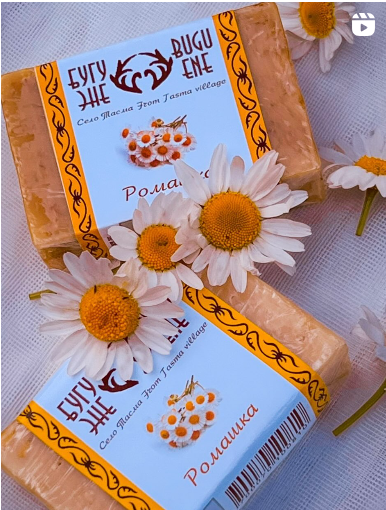 БУГУ
ЭНЕ
BUGU
ENE
Село Тасма From Tasma village
Ромашка
БУГУ
ЭНЕ
Село Тасма From Tasma village
Ромашка